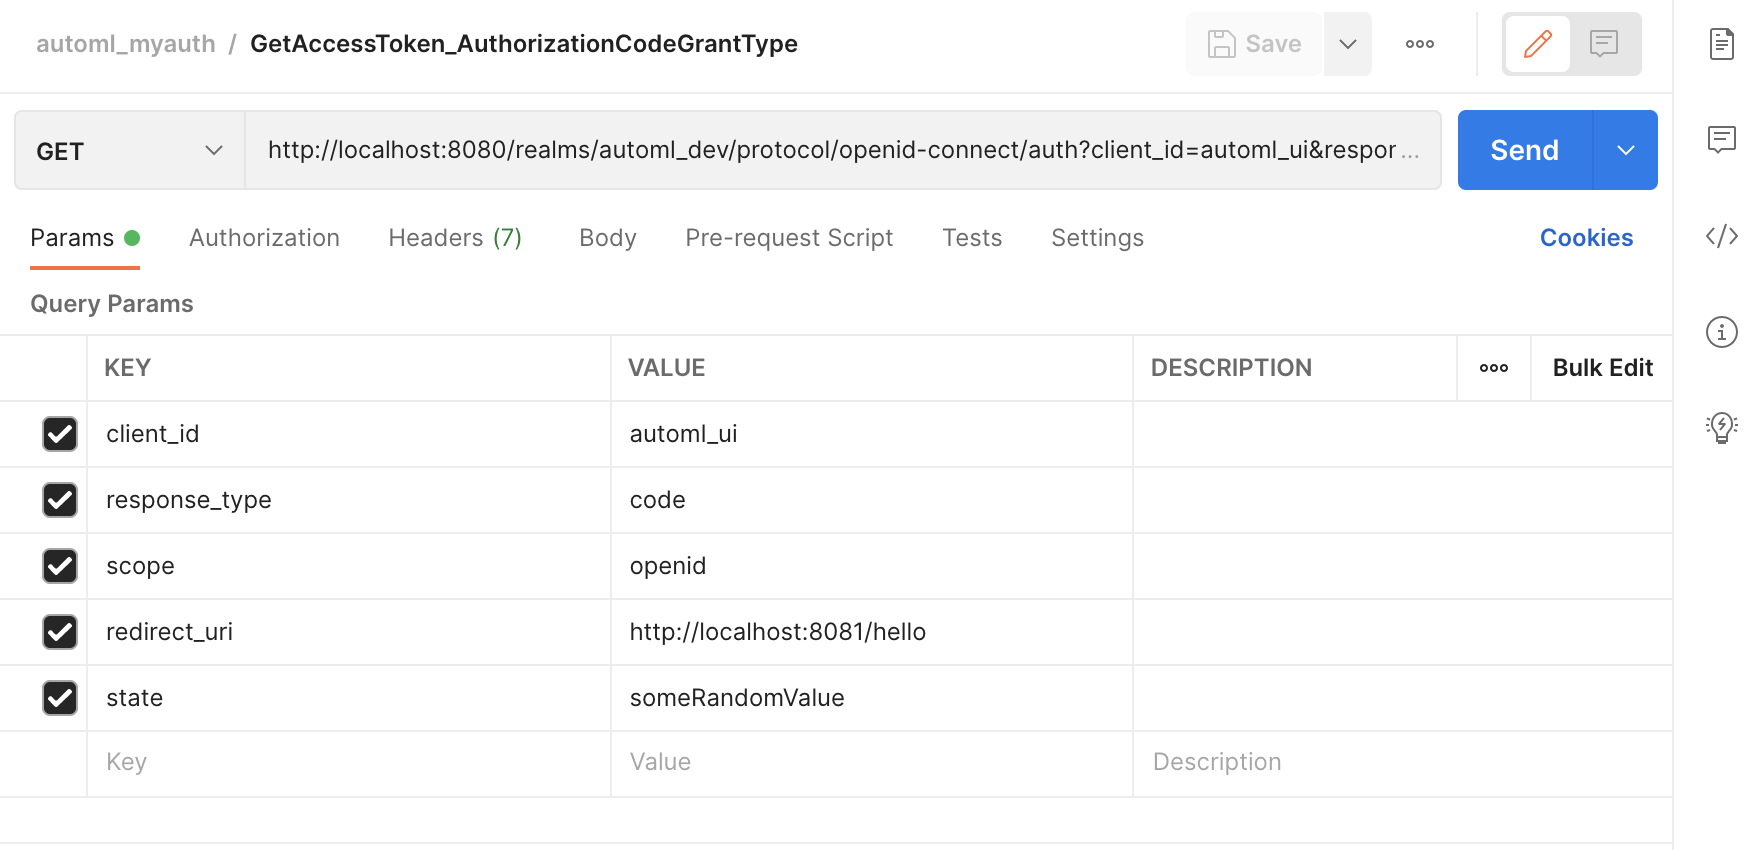 automl_myauth / GetAccessToken_AuthorizationCodeGrantType
Save
GET
http://localhost:8080/realms/automl_dev/protocol/openid-connect/auth?client_id=automl_ui&respor ...
Send
Params Authorization Headers (7) Body Pre-request Script Tests Settings Cookies
Query Params
KEY VALUE DESCRIPTION Bulk Edit
client_id automl_ui
response_type code
scope openid
redirect_uri http://localhost:8081/hello
state someRandomValue
Key Value Description